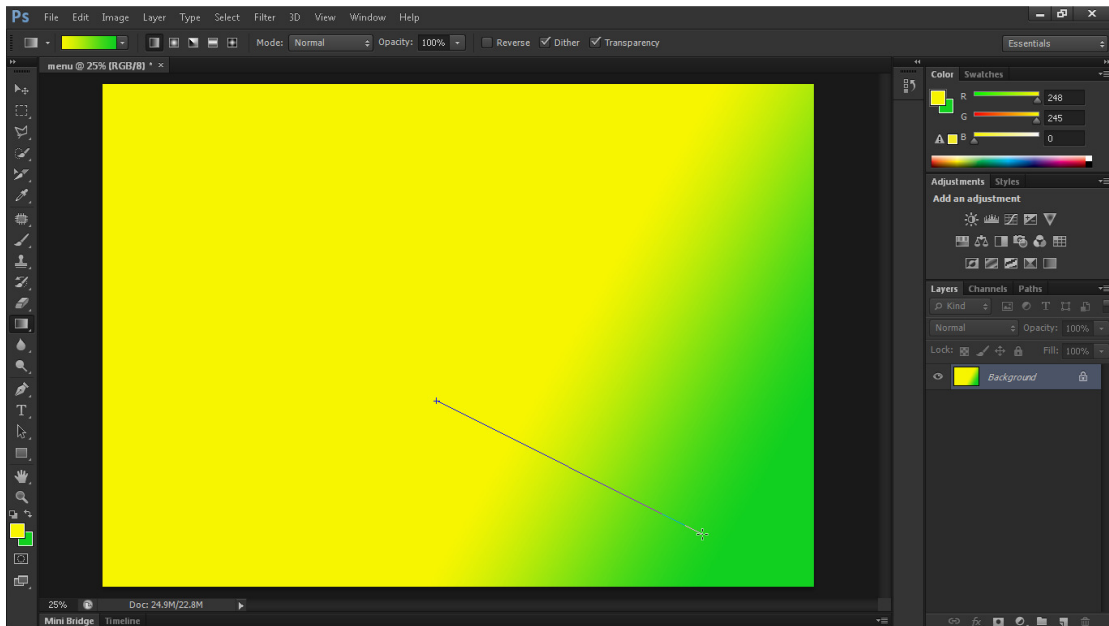 Ps File Edit Image Layer Type Select Filter 3D View Window Help
Mode: Normal Opacity: 100% Reverse Dither Transparency Essentials
menu @ 25% (RGB/8) * ×
Color Swatches
R 248
G 245
B 0
Adjustments Styles
Add an adjustment
Layers Channels Paths
Kind
Normal Opacity: 100%
Lock: Fill: 100%
Background
25% Doc: 24.9M/22.8M
Mini Bridge Timeline